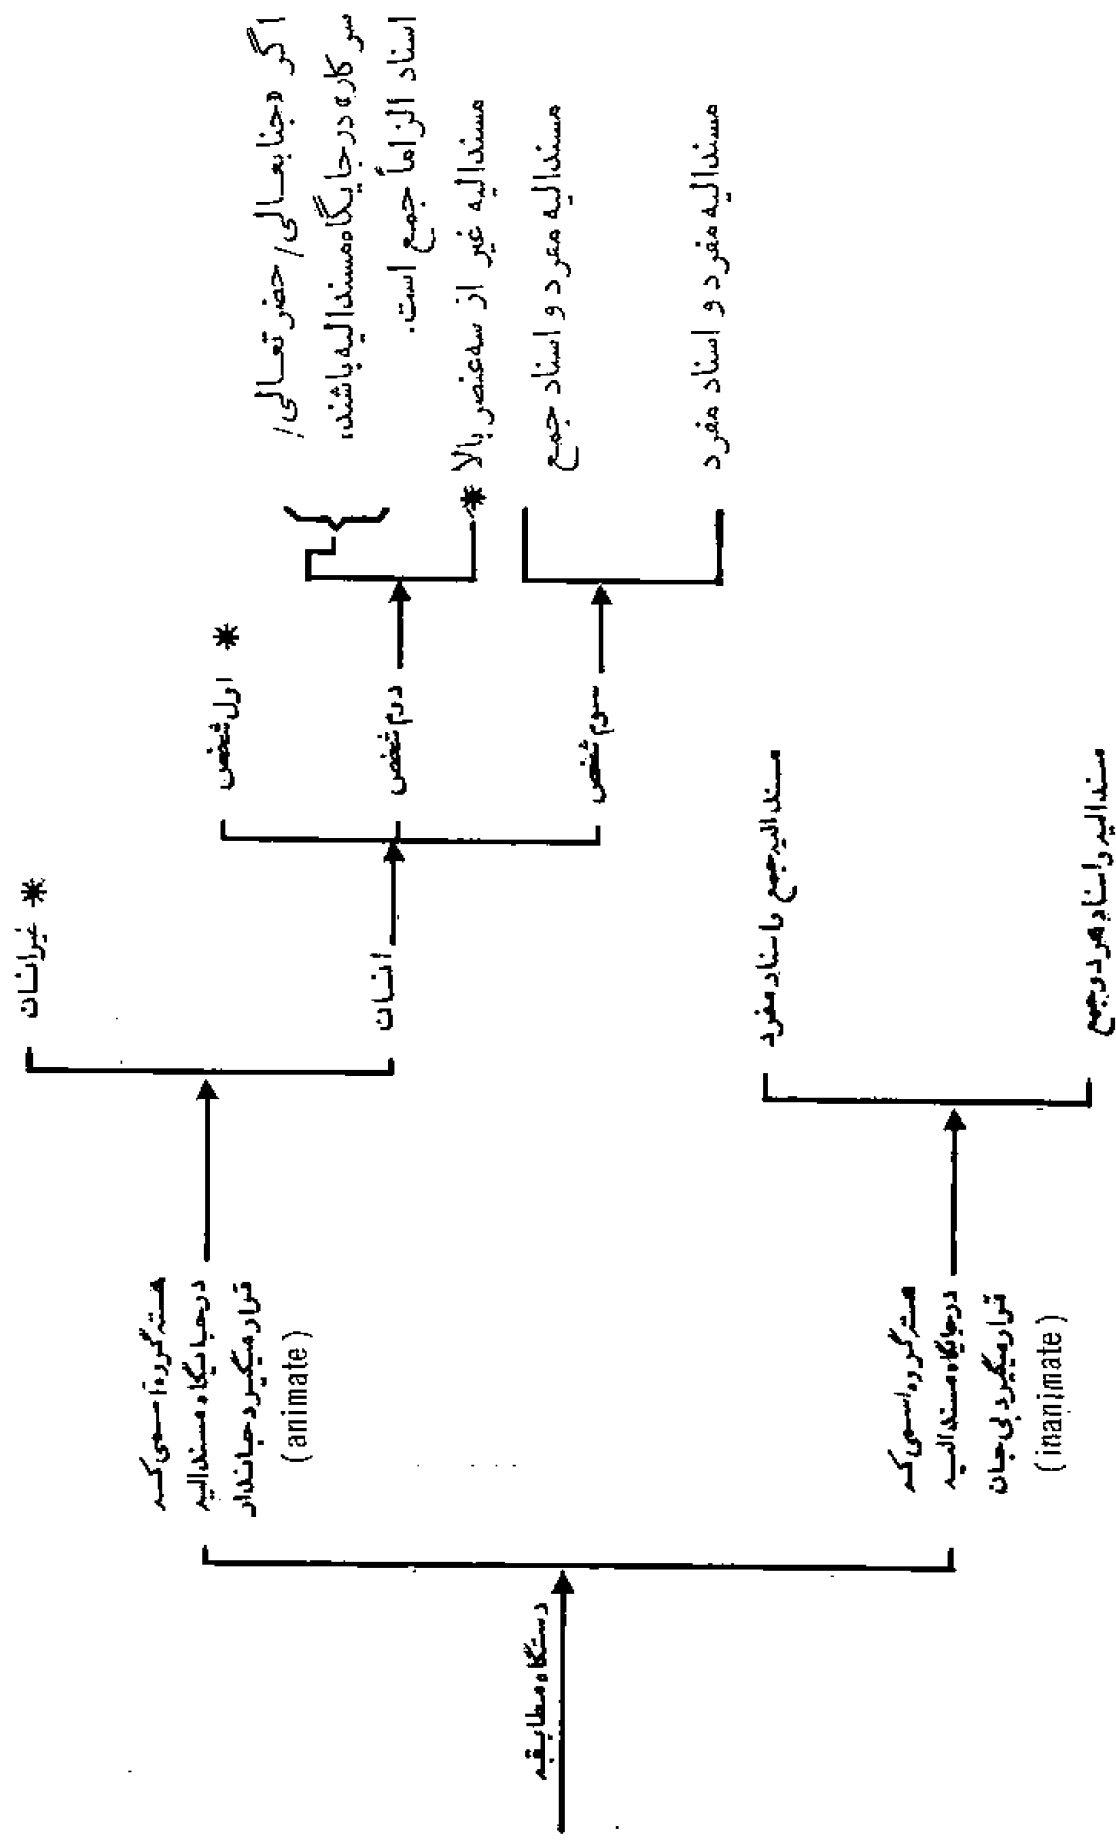 دستگاه مطابقه
هسته گروه اسمی که
در جایگاه مسندالیه
قرار میگیرد جاندار
(animate)
غیرانسان *
انسان
اول شخص *
دوم شخص
اگر «جنابعالی / حضرتعالی /
سرکار» در جایگاه مسندالیه باشند،
اسناد الزاماً جمع است.
* مسندالیه غیر از سه عنصر بالا
سوم شخص
مسندالیه مفرد و اسناد جمع
مسندالیه مفرد و اسناد مفرد
هسته گروه اسمی که
در جایگاه مسندالیه
قرار میگیرد بی جان
(inanimate)
مسندالیه جمع و اسناد مفرد
مسندالیه و اسناد هر دو جمع